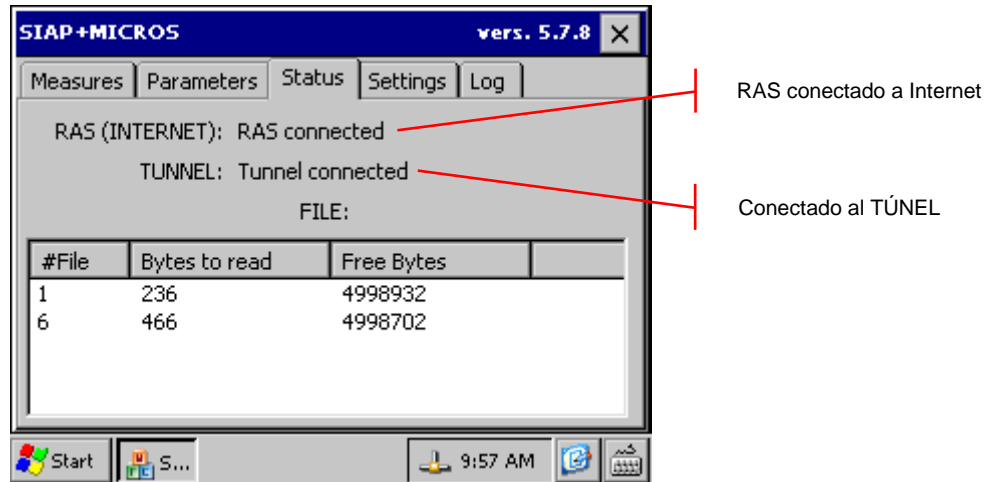 SIAP+MICROS vers. 5.7.8
Measures Parameters Status Settings Log
RAS (INTERNET): RAS connected
RAS conectado a Internet
TUNNEL: Tunnel connected
Conectado al TÚNEL
FILE:
#File Bytes to read Free Bytes
1 236 4998932
6 466 4998702
Start S... 9:57 AM